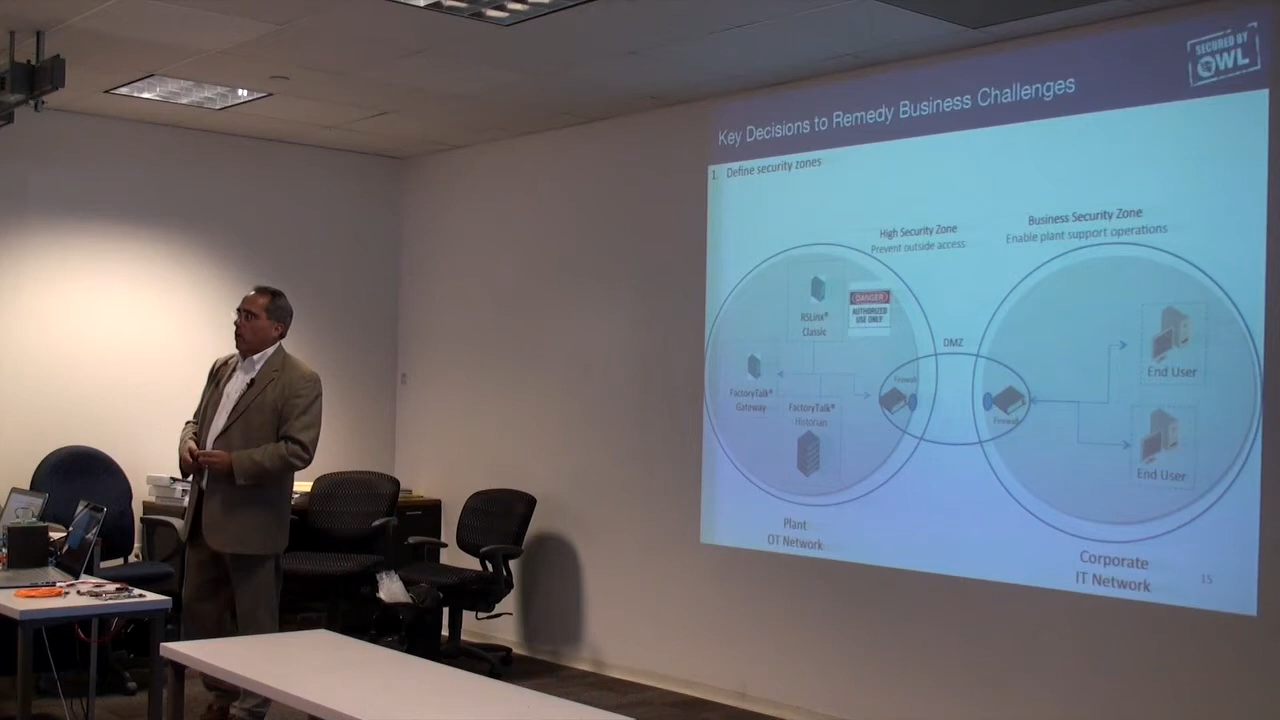 SECURED BY
OWL
Key Decisions to Remedy Business Challenges
1. Define security zones
High Security Zone
Prevent outside access
Business Security Zone
Enable plant support operations
RSLinx®
Classic
DANGER
AUTHORIZED
USE ONLY
DMZ
FactoryTalk®
Gateway
FactoryTalk®
Historian
Firewall
Firewall
End User
End User
Plant
OT Network
Corporate
IT Network
15